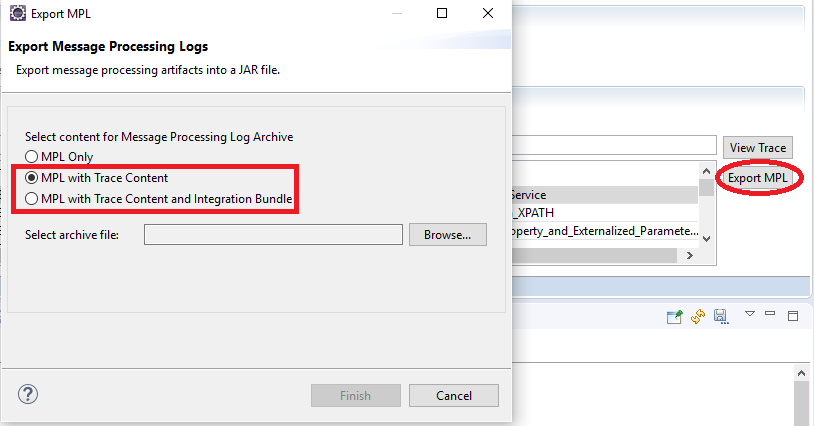 Export MPL
Export Message Processing Logs
Export message processing artifacts into a JAR file.
Select content for Message Processing Log Archive
MPL Only
MPL with Trace Content
MPL with Trace Content and Integration Bundle
Select archive file:
Browse...
Finish
Cancel
View Trace
Export MPL
Service
_XPATH
operty_and_Externalized_Paramete...